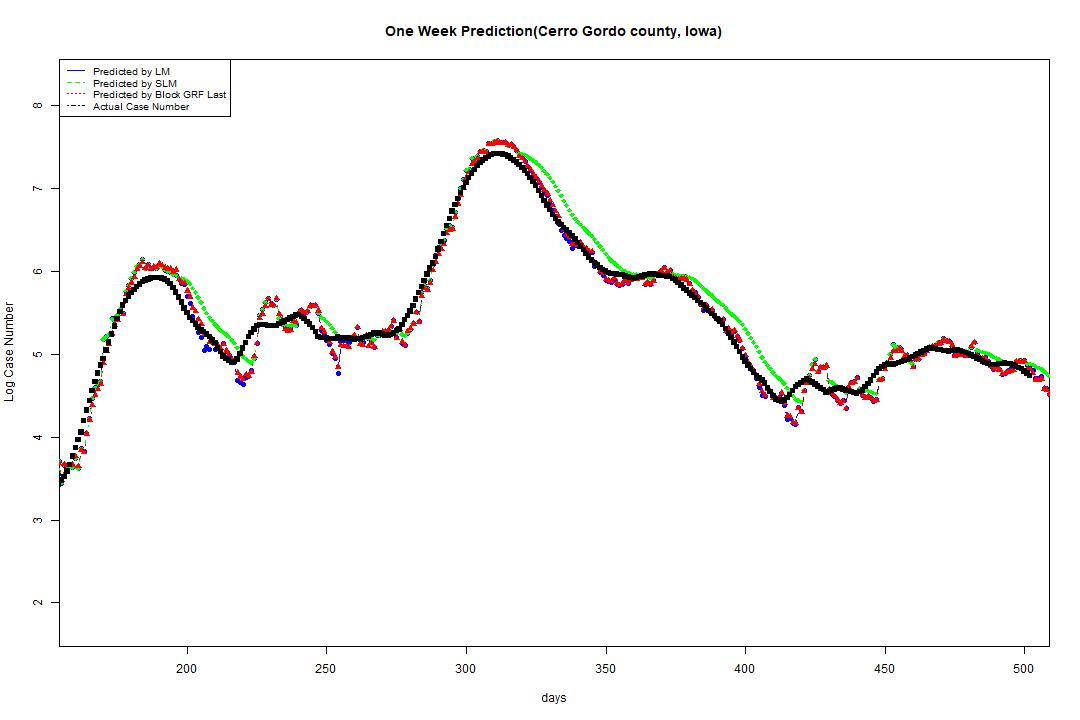 One Week Prediction(Cerro Gordo county, Iowa)
Predicted by LM
Predicted by SLM
Predicted by Block GRF Last
Actual Case Number
8
7
6
5
4
3
2
Log Case Number
200 250 300 350 400 450 500
days